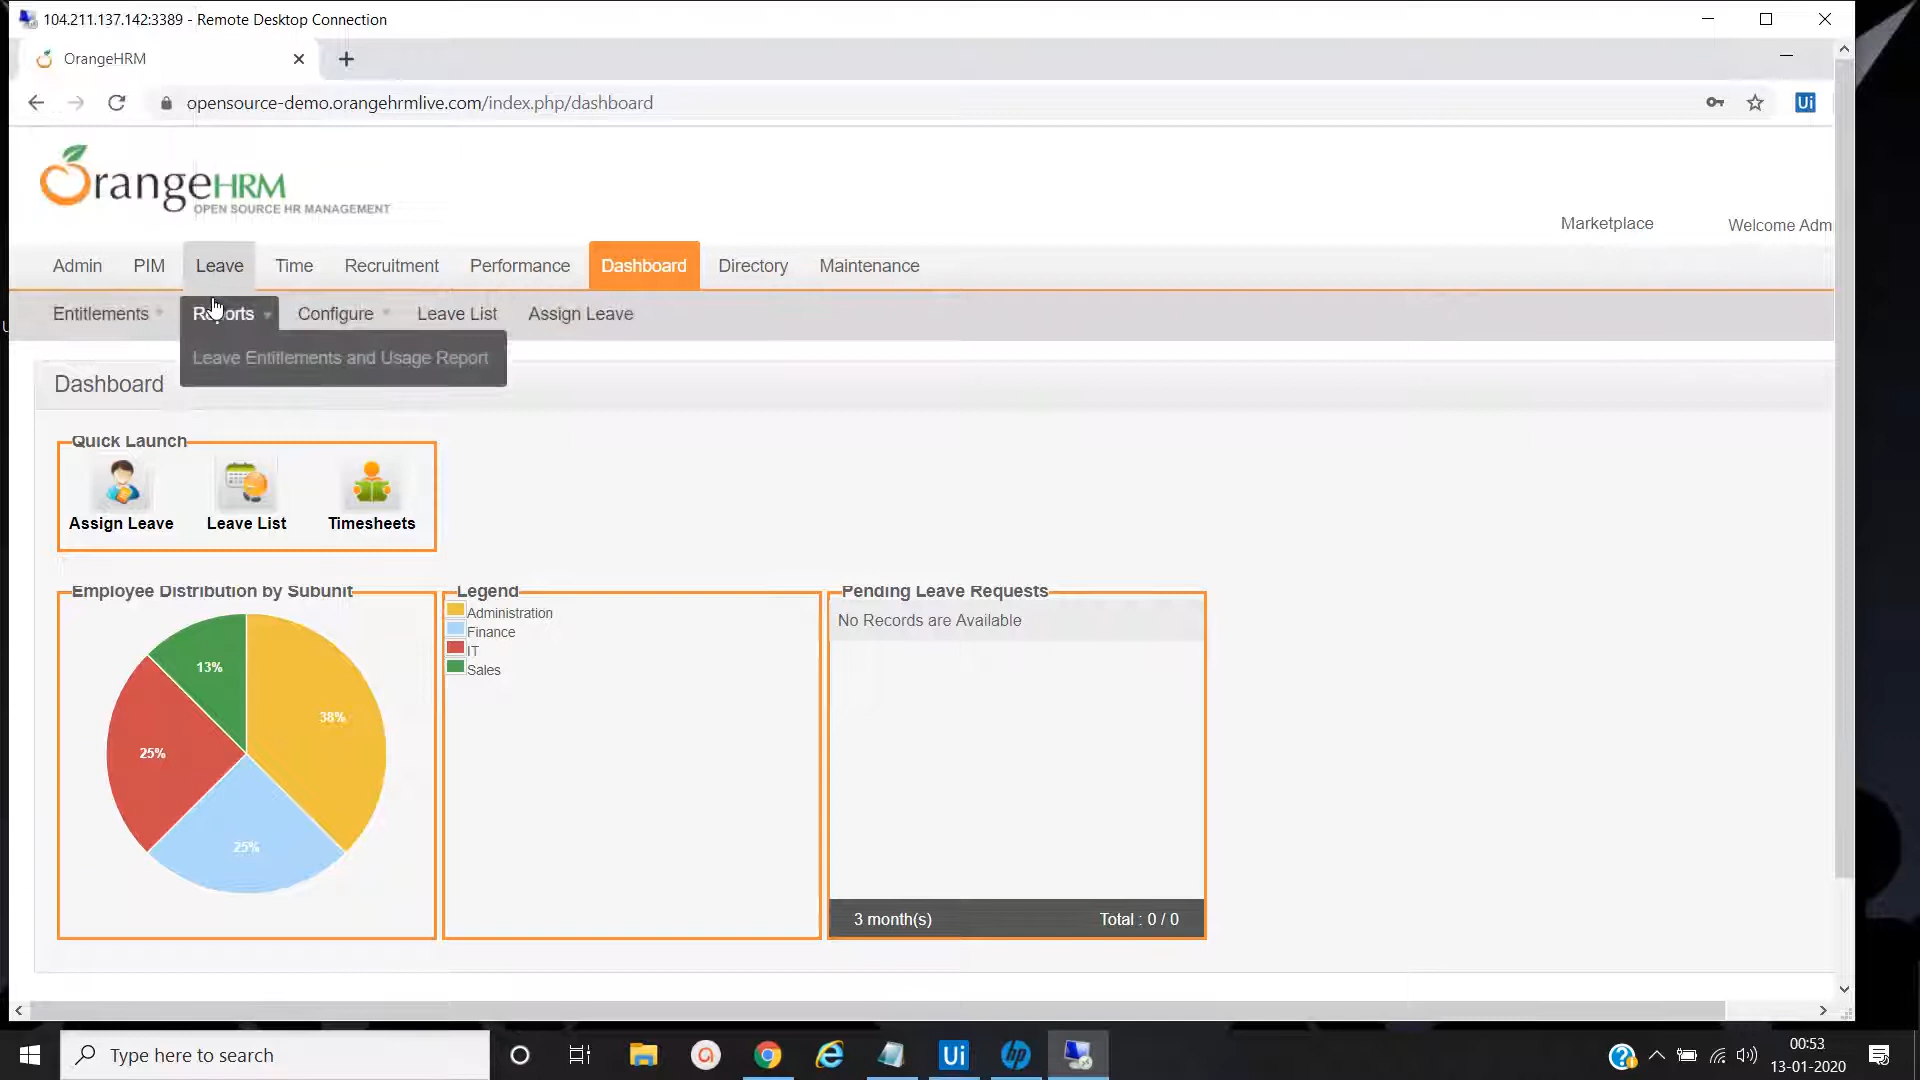 104.211.137.142:3389 - Remote Desktop Connection
OrangeHRM
opensource-demo.orangehrmlive.com/index.php/dashboard
Ui
OrangeHRM
OPEN SOURCE HR MANAGEMENT
Marketplace Welcome Adm
Admin PIM Leave Time Recruitment Performance Dashboard Directory Maintenance
Entitlements Reports Configure Leave List Assign Leave
Leave Entitlements and Usage Report
Dashboard
Quick Launch
Assign Leave Leave List Timesheets
Employee Distribution by Subunit
13%
38%
25%
25%
Legend
Administration
Finance
IT
Sales
Pending Leave Requests
No Records are Available
3 month(s) Total : 0 / 0
Type here to search
Ui
hp
00:53
13-01-2020